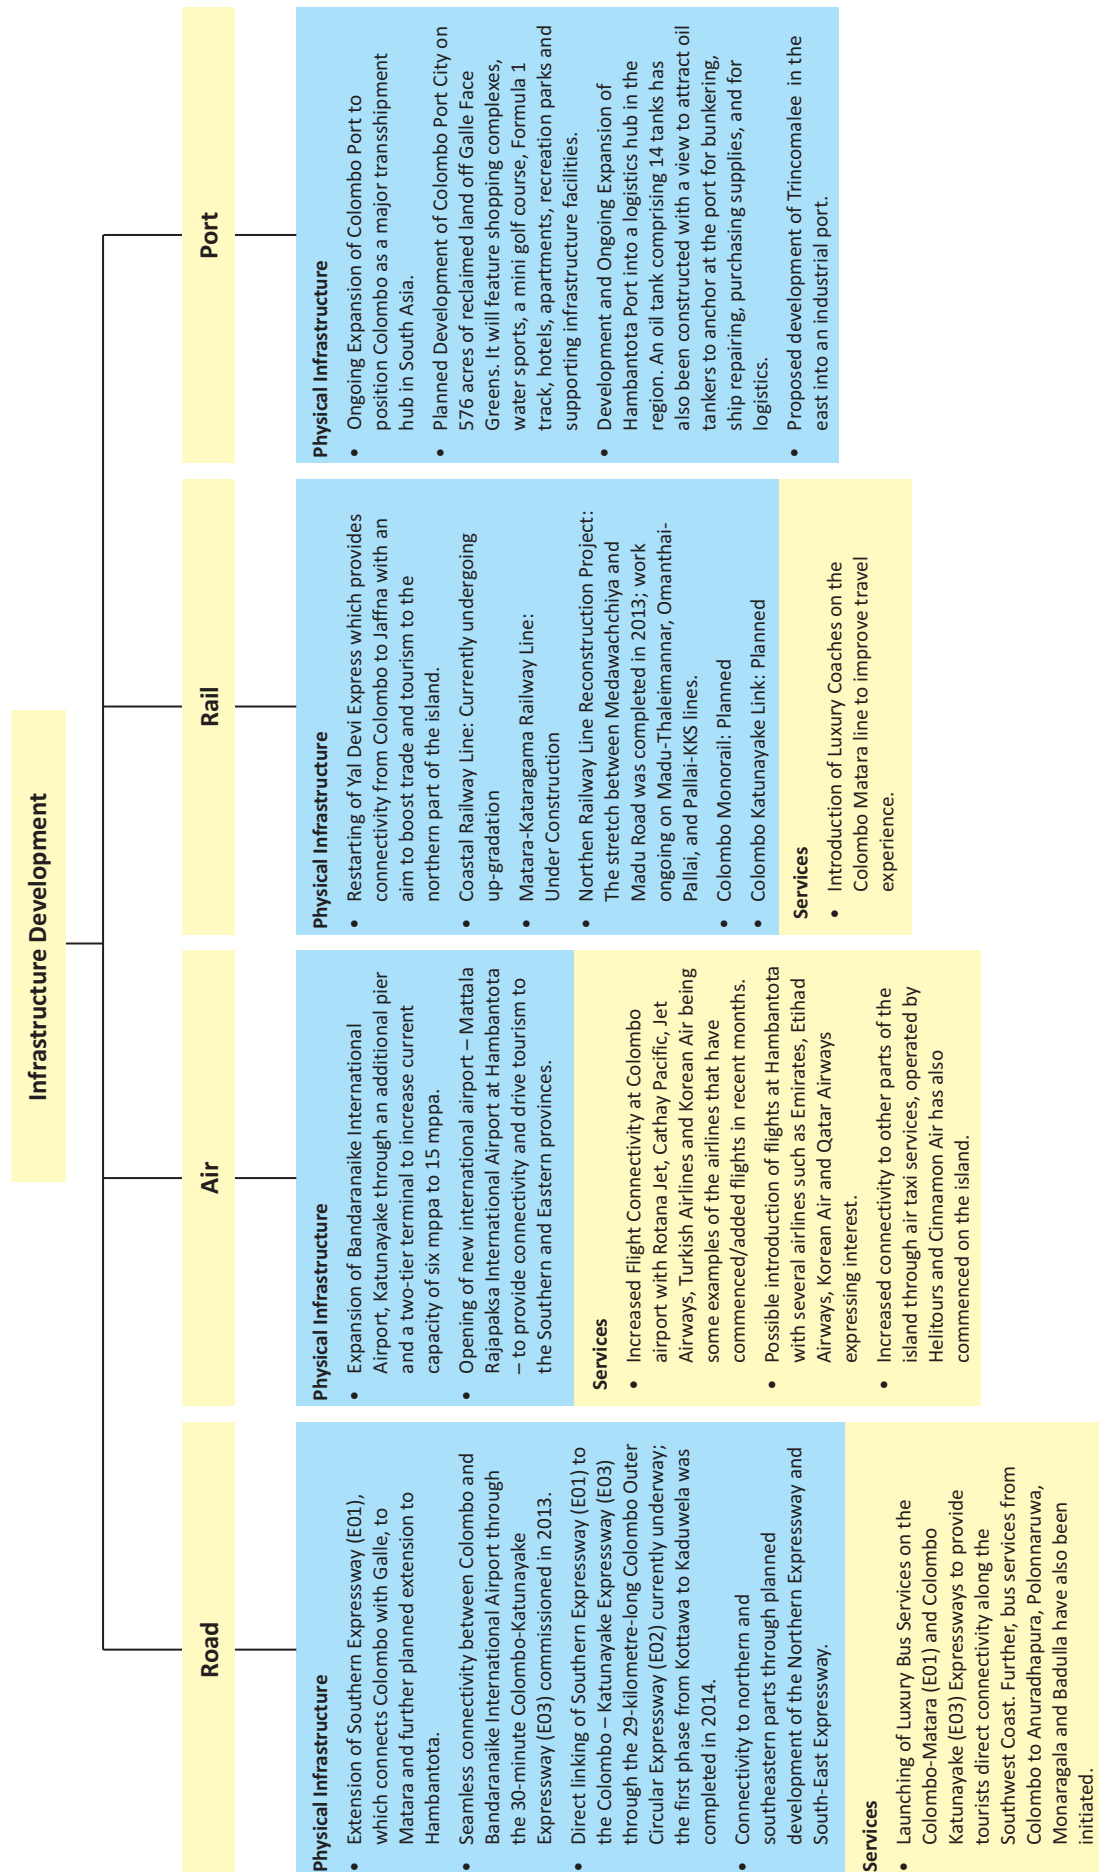 Infrastructure Development
Road
Physical Infrastructure
• Extension of Southern Expressway (E01),
which connects Colombo with Galle, to
Matara and further planned extension to
Hambantota.
• Seamless connectivity between Colombo and
Bandaranaike International Airport through
the 30-minute Colombo-Katunayake
Expressway (E03) commissioned in 2013.
• Direct linking of Southern Expressway (E01) to
the Colombo – Katunayake Expressway (E03)
through the 29-kilometre-long Colombo Outer
Circular Expressway (E02) currently underway;
the first phase from Kottawa to Kaduwela was
completed in 2014.
• Connectivity to northern and
southeastern parts through planned
development of the Northern Expressway and
South-East Expressway.
Services
• Launching of Luxury Bus Services on the
Colombo-Matara (E01) and Colombo
Katunayake (E03) Expressways to provide
tourists direct connectivity along the
Southwest Coast. Further, bus services from
Colombo to Anuradhapura, Polonnaruwa,
Monaragala and Badulla have also been
initiated.
Air
Physical Infrastructure
• Expansion of Bandaranaike International
Airport, Katunayake through an additional pier
and a two-tier terminal to increase current
capacity of six mppa to 15 mppa.
• Opening of new international airport – Mattala
Rajapaksa International Airport at Hambantota
– to provide connectivity and drive tourism to
the Southern and Eastern provinces.
Services
• Increased Flight Connectivity at Colombo
airport with Rotana Jet, Cathay Pacific, Jet
Airways, Turkish Airlines and Korean Air being
some examples of the airlines that have
commenced/added flights in recent months.
• Possible introduction of flights at Hambantota
with several airlines such as Emirates, Etihad
Airways, Korean Air and Qatar Airways
expressing interest.
• Increased connectivity to other parts of the
island through air taxi services, operated by
Helitours and Cinnamon Air has also
commenced on the island.
Rail
Physical Infrastructure
• Restarting of Yal Devi Express which provides
connectivity from Colombo to Jaffna with an
aim to boost trade and tourism to the
northern part of the island.
• Coastal Railway Line: Currently undergoing
up-gradation
• Matara-Kataragama Railway Line:
Under Construction
• Northen Railway Line Reconstruction Project:
The stretch between Medawachchiya and
Madu Road was completed in 2013; work
ongoing on Madu-Thaleimannar, Omanthai-
Pallai, and Pallai-KKS lines.
• Colombo Monorail: Planned
• Colombo Katunayake Link: Planned
Services
• Introduction of Luxury Coaches on the
Colombo Matara line to improve travel
experience.
Port
Physical Infrastructure
• Ongoing Expansion of Colombo Port to
position Colombo as a major transshipment
hub in South Asia.
• Planned Development of Colombo Port City on
576 acres of reclaimed land off Galle Face
Greens. It will feature shopping complexes,
water sports, a mini golf course, Formula 1
track, hotels, apartments, recreation parks and
supporting infrastructure facilities.
• Development and Ongoing Expansion of
Hambantota Port into a logistics hub in the
region. An oil tank comprising 14 tanks has
also been constructed with a view to attract oil
tankers to anchor at the port for bunkering,
ship repairing, purchasing supplies, and for
logistics.
• Proposed development of Trincomalee in the
east into an industrial port.